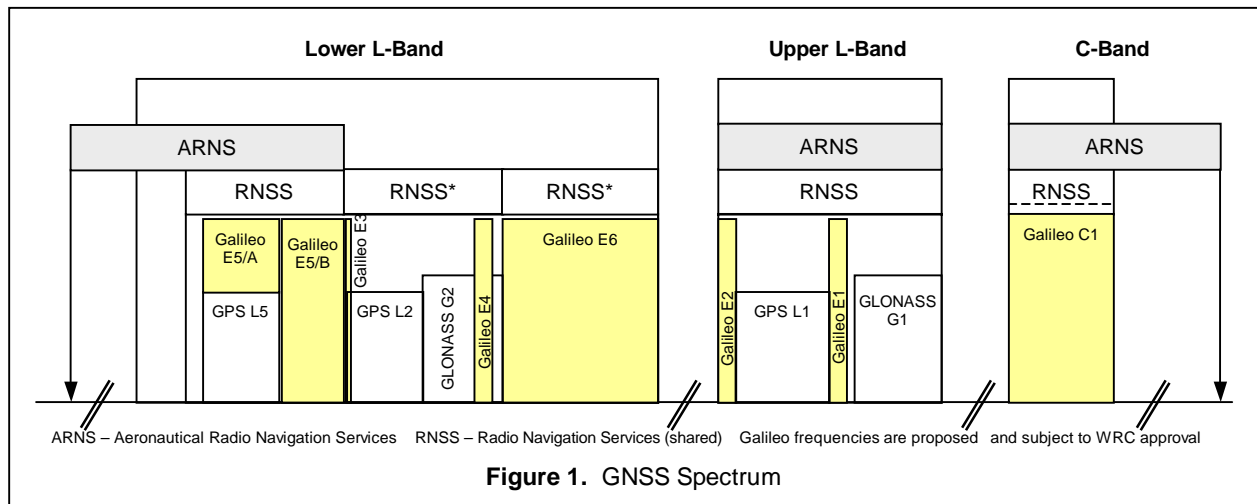 Lower L-Band
Upper L-Band
C-Band
ARNS
ARNS
ARNS
RNSS
RNSS*
RNSS*
RNSS
RNSS
Galileo
E5/A
Galileo
E5/B
Galileo E3
Galileo E6
Galileo C1
GPS L5
GPS L2
GLONASS G2
Galileo E4
Galileo E2
GPS L1
Galileo E1
GLONASS
G1
ARNS – Aeronautical Radio Navigation Services RNSS – Radio Navigation Services (shared) Galileo frequencies are proposed and subject to WRC approval
Figure 1. GNSS Spectrum